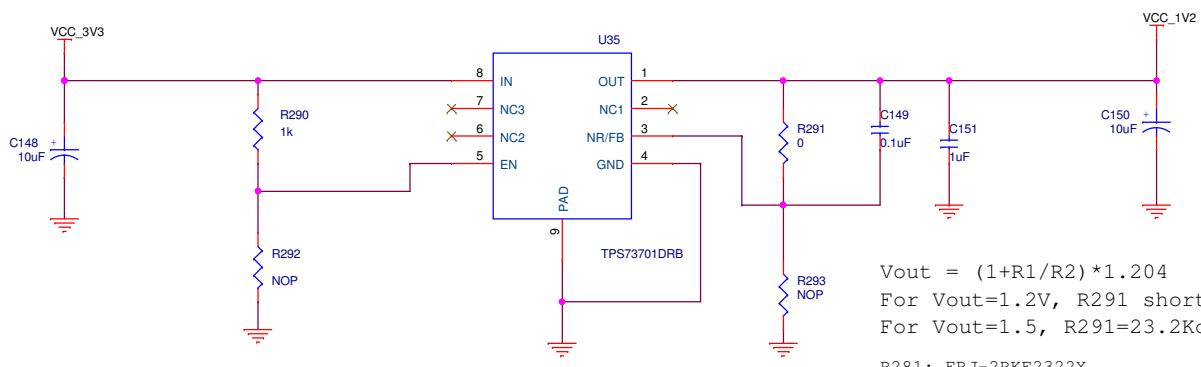 VCC_3V3
VCC_1V2
U35
8 IN
OUT 1
7 NC3
NC1 2
6 NC2
NR/FB 3
5 EN
GND 4
PAD
9
TPS73701DRB
C148
10uF
+
R290
1k
R292
NOP
R291
0
C149
0.1uF
C151
1uF
C150
10uF
+
R293
NOP
Vout = (1+R1/R2)*1.204
For Vout=1.2V, R291 short
For Vout=1.5, R291=23.2K